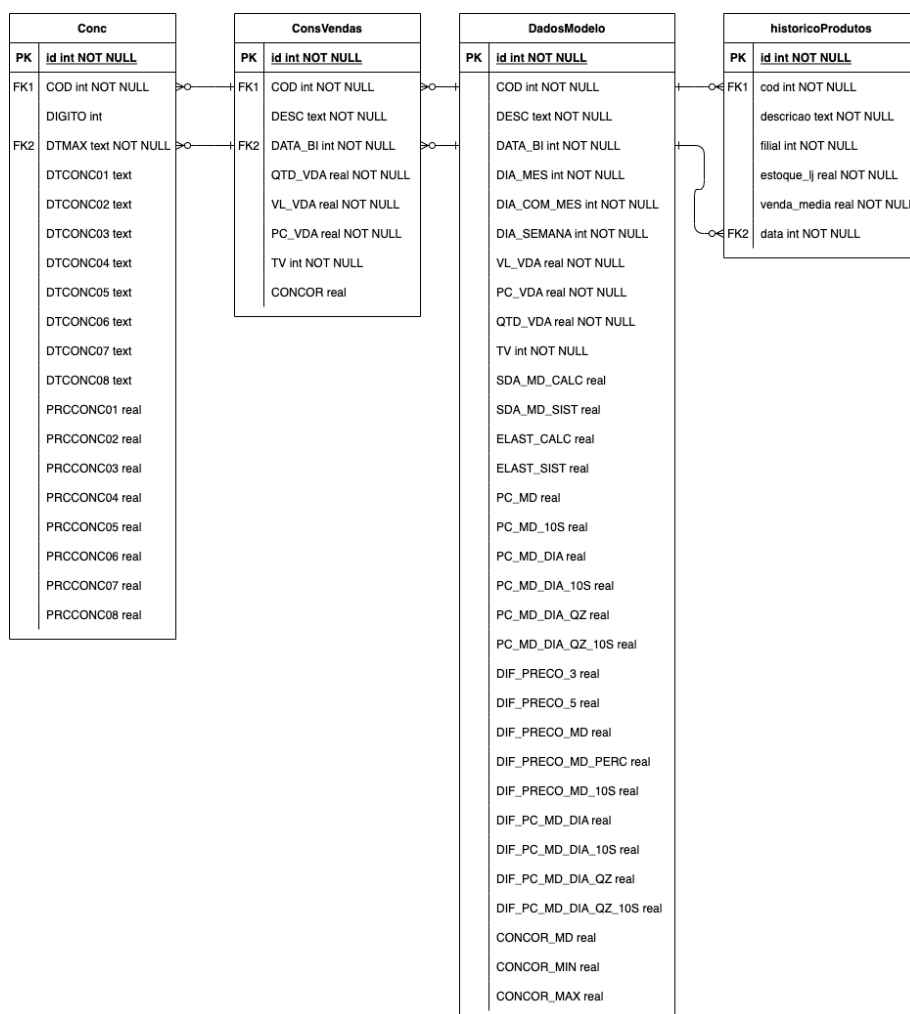 Conc
PK id int NOT NULL
FK1 COD int NOT NULL
DIGITO int
FK2 DTMAX text NOT NULL
DTCONC01 text
DTCONC02 text
DTCONC03 text
DTCONC04 text
DTCONC05 text
DTCONC06 text
DTCONC07 text
DTCONC08 text
PRCCONC01 real
PRCCONC02 real
PRCCONC03 real
PRCCONC04 real
PRCCONC05 real
PRCCONC06 real
PRCCONC07 real
PRCCONC08 real
ConsVendas
PK id int NOT NULL
FK1 COD int NOT NULL
DESC text NOT NULL
FK2 DATA_BI int NOT NULL
QTD_VDA real NOT NULL
VL_VDA real NOT NULL
PC_VDA real NOT NULL
TV int NOT NULL
CONCOR real
DadosModelo
PK id int NOT NULL
COD int NOT NULL
DESC text NOT NULL
DATA_BI int NOT NULL
DIA_MES int NOT NULL
DIA_COM_MES int NOT NULL
DIA_SEMANA int NOT NULL
VL_VDA real NOT NULL
PC_VDA real NOT NULL
QTD_VDA real NOT NULL
TV int NOT NULL
SDA_MD_CALC real
SDA_MD_SIST real
ELAST_CALC real
ELAST_SIST real
PC_MD real
PC_MD_10S real
PC_MD_DIA real
PC_MD_DIA_10S real
PC_MD_DIA_QZ real
PC_MD_DIA_QZ_10S real
DIF_PRECO_3 real
DIF_PRECO_5 real
DIF_PRECO_MD real
DIF_PRECO_MD_PERC real
DIF_PRECO_MD_10S real
DIF_PC_MD_DIA real
DIF_PC_MD_DIA_10S real
DIF_PC_MD_DIA_QZ real
DIF_PC_MD_DIA_QZ_10S real
CONCOR_MD real
CONCOR_MIN real
CONCOR_MAX real
historicoProdutos
PK id int NOT NULL
FK1 cod int NOT NULL
descricao text NOT NULL
filial int NOT NULL
estoque_lj real NOT NULL
venda_media real NOT NULL
FK2 data int NOT NULL